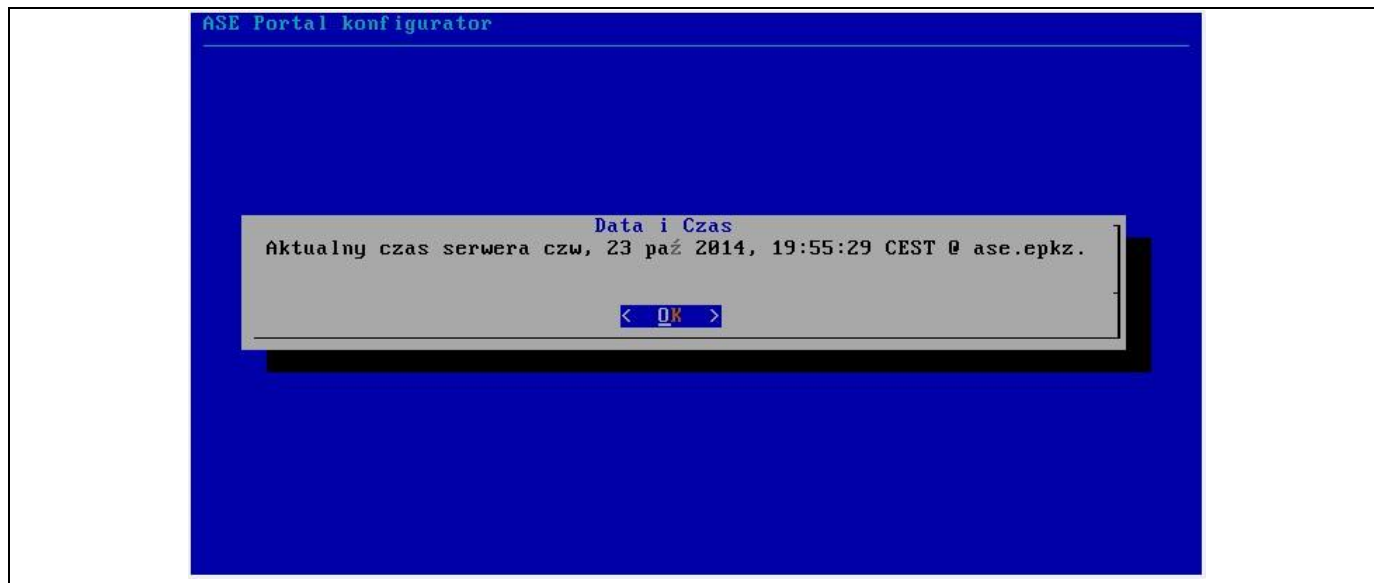 ASE Portal konfigurator
Data i Czas
Aktualny czas serwera czw, 23 paź 2014, 19:55:29 CEST @ ase.epkz.
< OK >